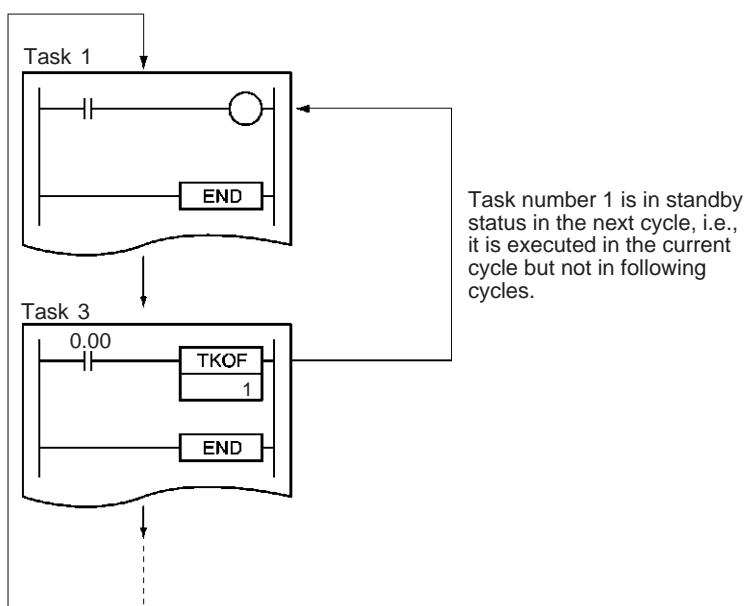 Task 1
END
Task number 1 is in standby
status in the next cycle, i.e.,
it is executed in the current
cycle but not in following
cycles.
Task 3
0.00
TKOF
1
END